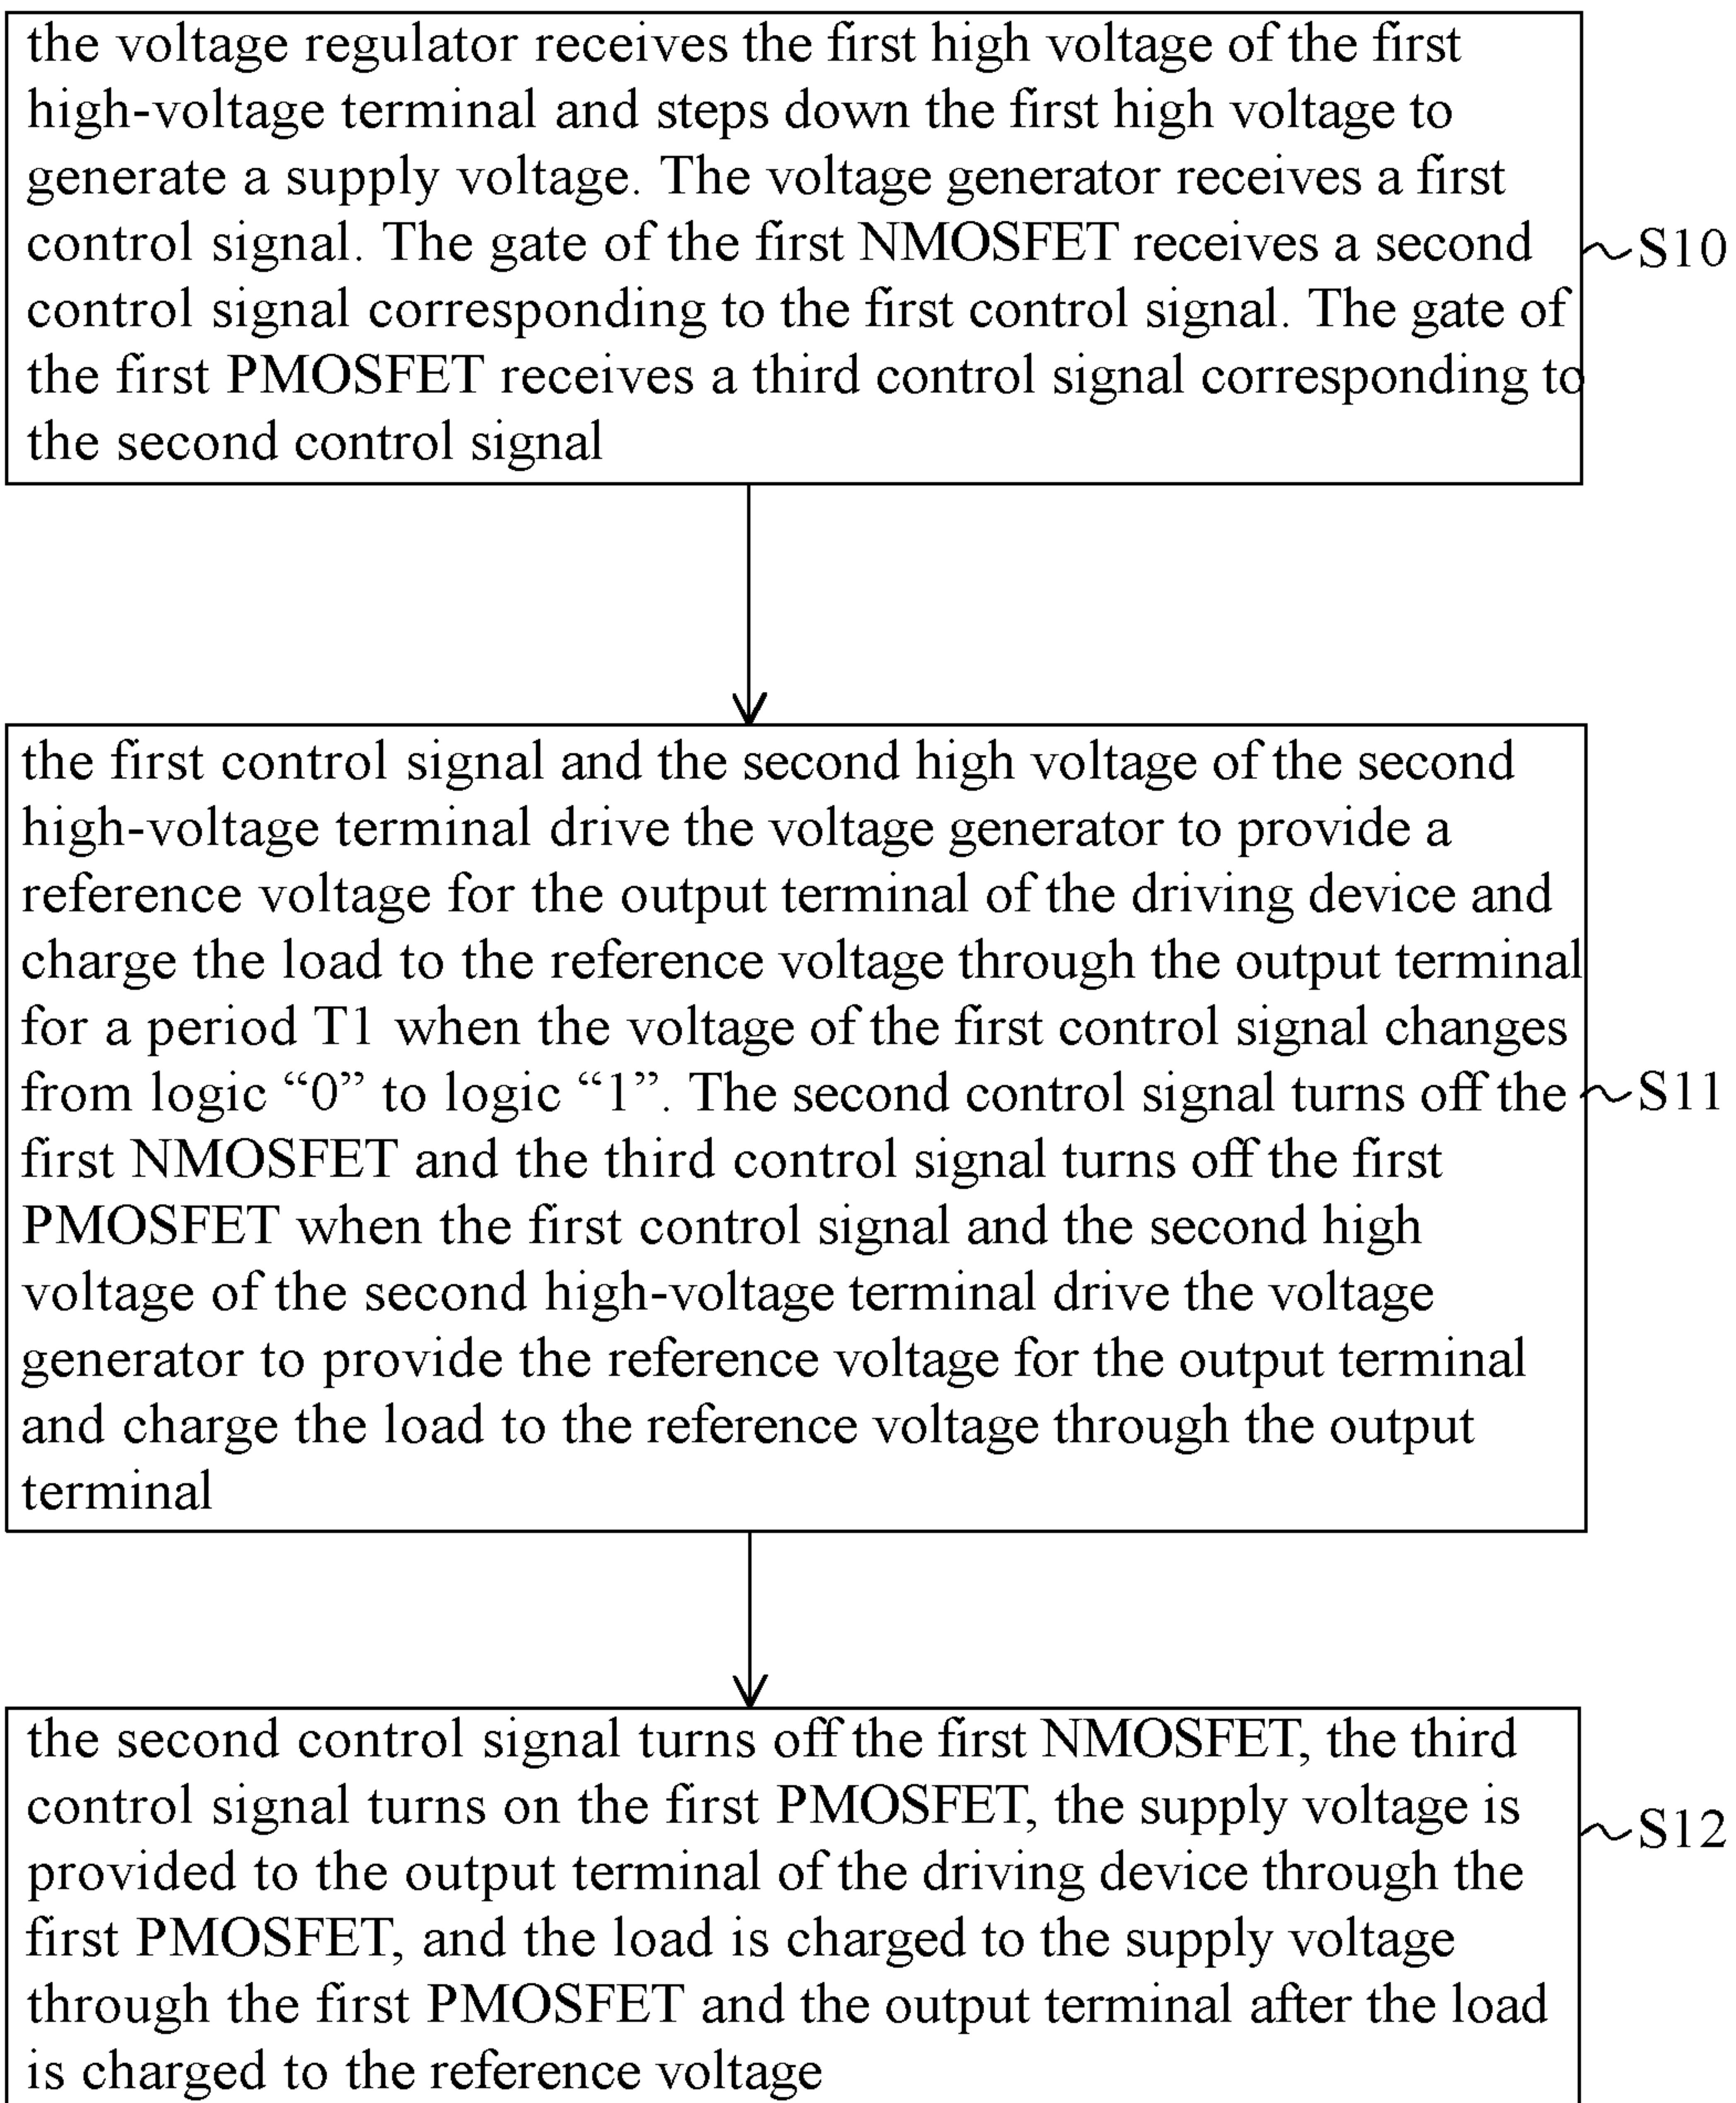 the voltage regulator receives the first high voltage of the first
high-voltage terminal and steps down the first high voltage to
generate a supply voltage. The voltage generator receives a first
control signal. The gate of the first NMOSFET receives a second
control signal corresponding to the first control signal. The gate of
the first PMOSFET receives a third control signal corresponding to
the second control signal
S10
the first control signal and the second high voltage of the second
high-voltage terminal drive the voltage generator to provide a
reference voltage for the output terminal of the driving device and
charge the load to the reference voltage through the output terminal
for a period T1 when the voltage of the first control signal changes
from logic “0” to logic “1”. The second control signal turns off the
first NMOSFET and the third control signal turns off the first
PMOSFET when the first control signal and the second high
voltage of the second high-voltage terminal drive the voltage
generator to provide the reference voltage for the output terminal
and charge the load to the reference voltage through the output
terminal
S11
the second control signal turns off the first NMOSFET, the third
control signal turns on the first PMOSFET, the supply voltage is
provided to the output terminal of the driving device through the
first PMOSFET, and the load is charged to the supply voltage
through the first PMOSFET and the output terminal after the load
is charged to the reference voltage
S12